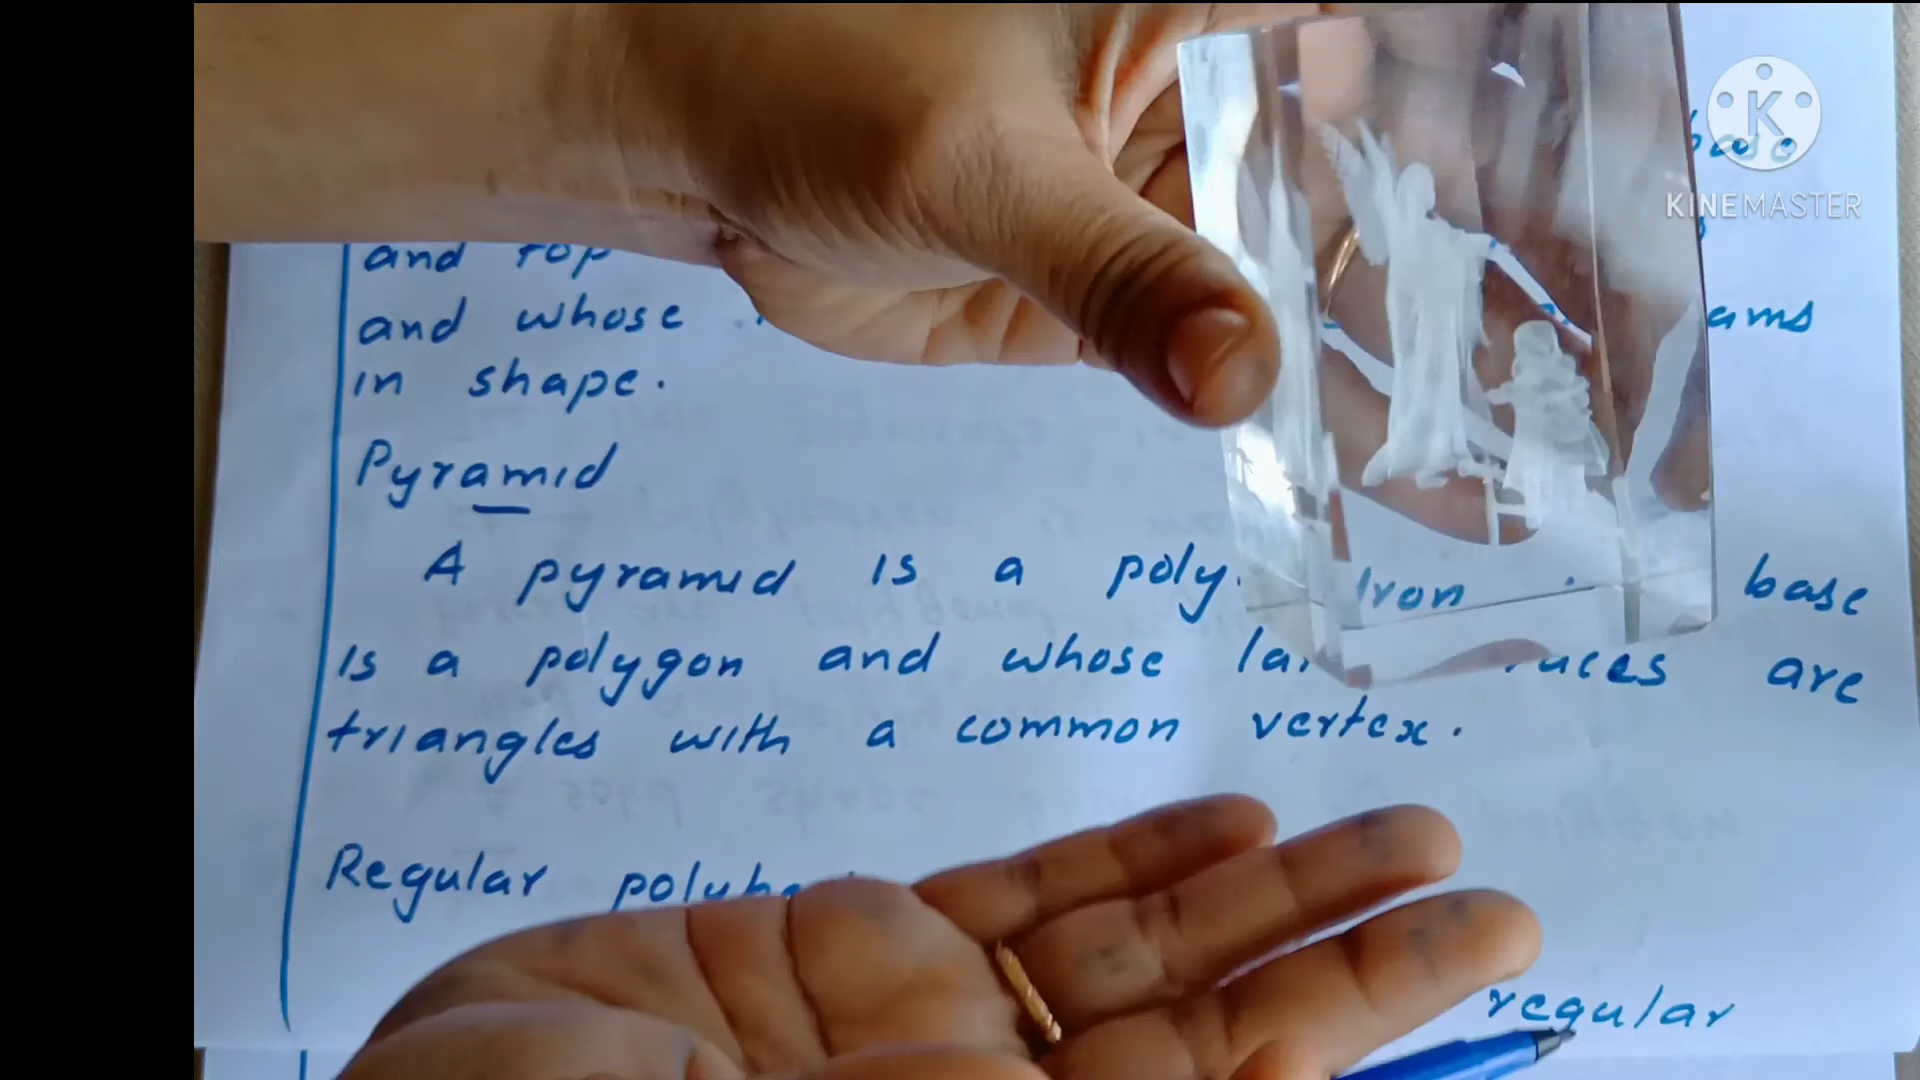 base
KINEMASTER
and top
and whose
in shape.
Pyramid
A pyramid is a base
is a polygon and whose are
triangles with a common vertex.
Regular
regular